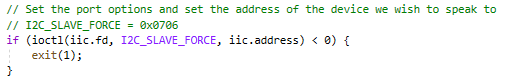 // Set the port options and set the address of the device we wish to speak to
// I2C_SLAVE_FORCE = 0x0706
if (ioctl(iic.fd, I2C_SLAVE_FORCE, iic.address) < 0) {
    exit(1);
}